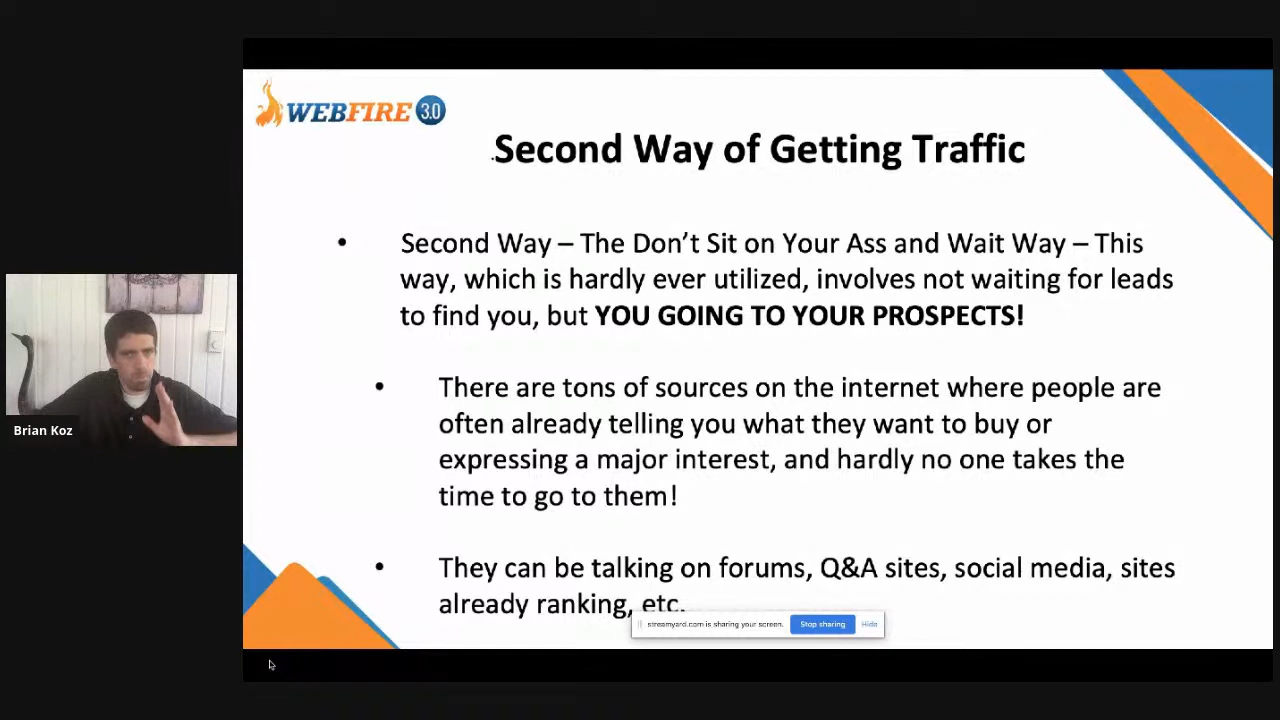 WEBFIRE 3.0
Second Way of Getting Traffic
• Second Way – The Don't Sit on Your Ass and Wait Way – This
way, which is hardly ever utilized, involves not waiting for leads
to find you, but YOU GOING TO YOUR PROSPECTS!
• There are tons of sources on the internet where people are
often already telling you what they want to buy or
expressing a major interest, and hardly no one takes the
time to go to them!
Brian Koz
• They can be talking on forums, Q&A sites, social media, sites
already ranking, etc.
streamyard.com is sharing your screen. Stop sharing Hide